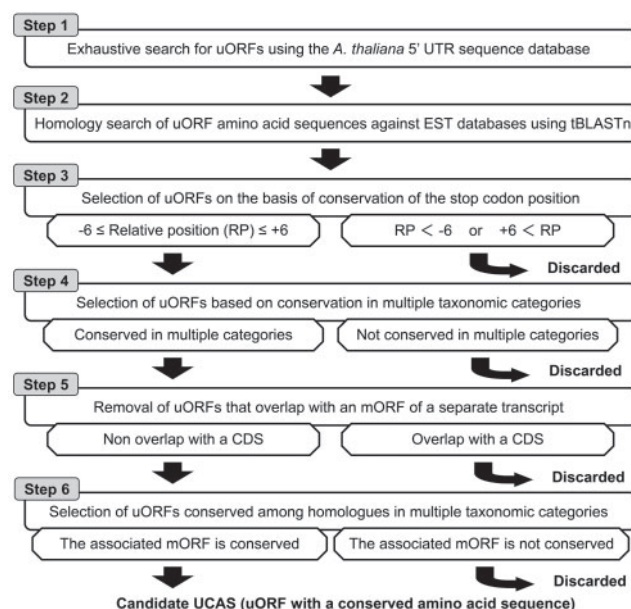 Step 1
Exhaustive search for uORFs using the A. thaliana 5' UTR sequence database
Step 2
Homology search of uORF amino acid sequences against EST databases using tBLASTn
Step 3
Selection of uORFs on the basis of conservation of the stop codon position
-6 ≤ Relative position (RP) ≤ +6
RP < -6 or +6 < RP
Discarded
Step 4
Selection of uORFs based on conservation in multiple taxonomic categories
Conserved in multiple categories
Not conserved in multiple categories
Discarded
Step 5
Removal of uORFs that overlap with an mORF of a separate transcript
Non overlap with a CDS
Overlap with a CDS
Discarded
Step 6
Selection of uORFs conserved among homologues in multiple taxonomic categories
The associated mORF is conserved
The associated mORF is not conserved
Discarded
Candidate UCAS (uORF with a conserved amino acid sequence)